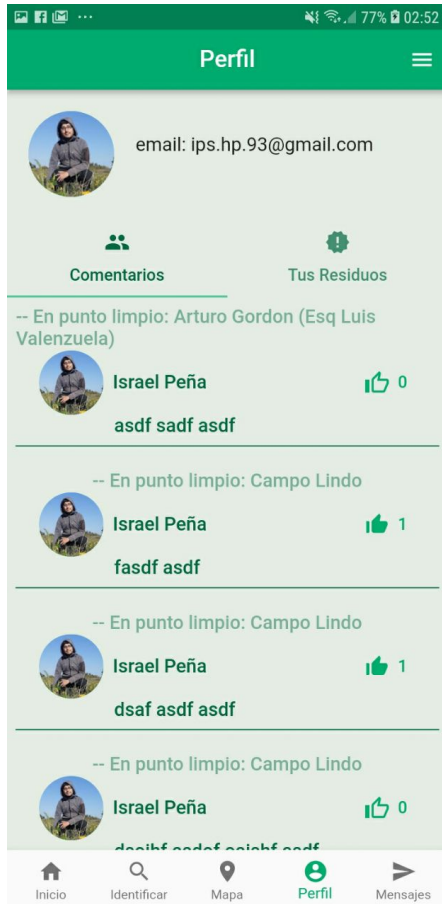 77% 02:52
Perfil
email: ips.hp.93@gmail.com
Comentarios
Tus Residuos
-- En punto limpio: Arturo Gordon (Esq Luis
Valenzuela)
Israel Peña
0
asdf sadf asdf
-- En punto limpio: Campo Lindo
Israel Peña
1
fasdf asdf
-- En punto limpio: Campo Lindo
Israel Peña
1
dsaf asdf asdf
-- En punto limpio: Campo Lindo
Israel Peña
0
Inicio
Identificar
Mapa
Perfil
Mensajes